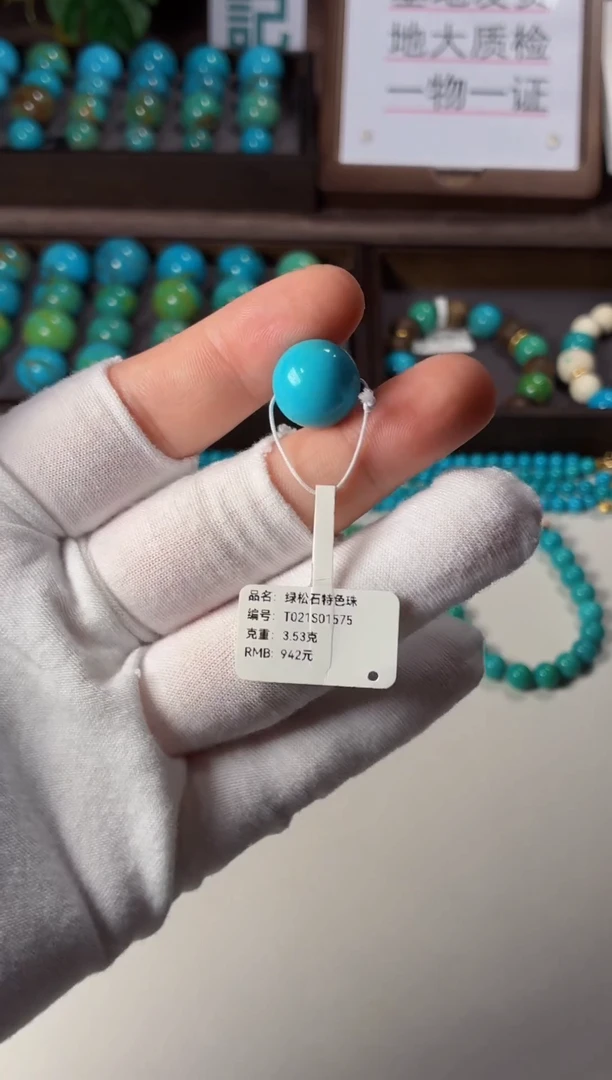 記
地大质检
一物一证
品名: 绿松石特色珠
编号: T021S01575
克重: 3.53克
RMB: 942元